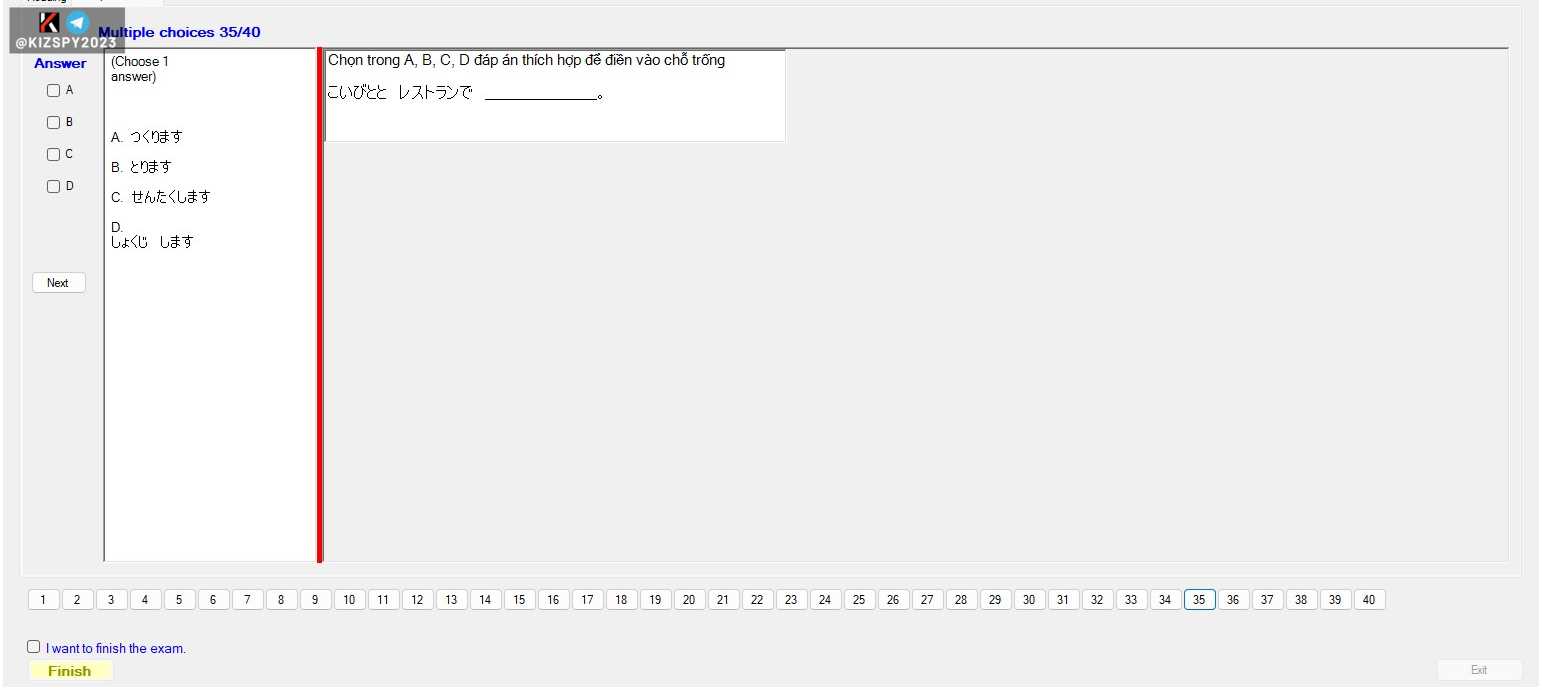 @KIZSPY2023
Multiple choices 35/40
Answer
A
B
C
D
Next
(Choose 1
answer)
A. つくります
B. とります
C. せんたくします
D.
しょくじ します
Chọn trong A, B, C, D đáp án thích hợp để điền vào chỗ trống
こいびとと レストランで ______________。
1 2 3 4 5 6 7 8 9 10 11 12 13 14 15 16 17 18 19 20 21 22 23 24 25 26 27 28 29 30 31 32 33 34 35 36 37 38 39 40
I want to finish the exam.
Finish
Exit